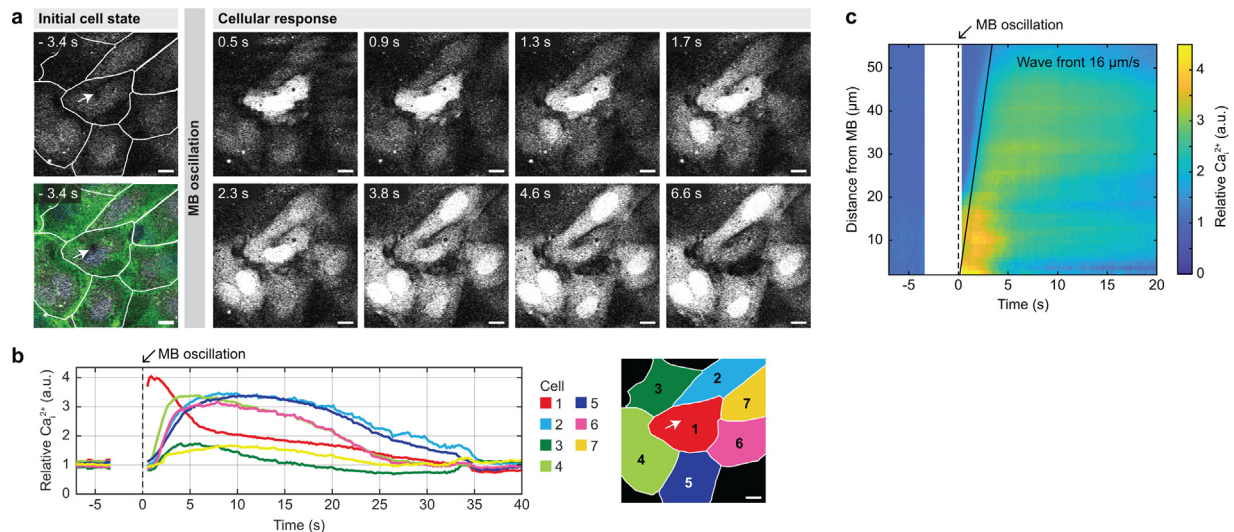 a
Initial cell state
MB oscillation
Cellular response
- 3.4 s
0.5 s
0.9 s
1.3 s
1.7 s
- 3.4 s
2.3 s
3.8 s
4.6 s
6.6 s
b
MB oscillation
Relative Ca
i
2+
(a.u.)
4
3
2
1
0
-5
0
5
10
15
20
25
30
35
40
Time (s)
Cell
1
2
3
4
5
6
7
3
2
7
1
6
4
5
c
MB oscillation
Wave front 16 µm/s
Distance from MB (µm)
50
40
30
20
10
-5
0
5
10
15
20
Time (s)
4
3
2
1
0
Relative Ca
i
2+
(a.u.)